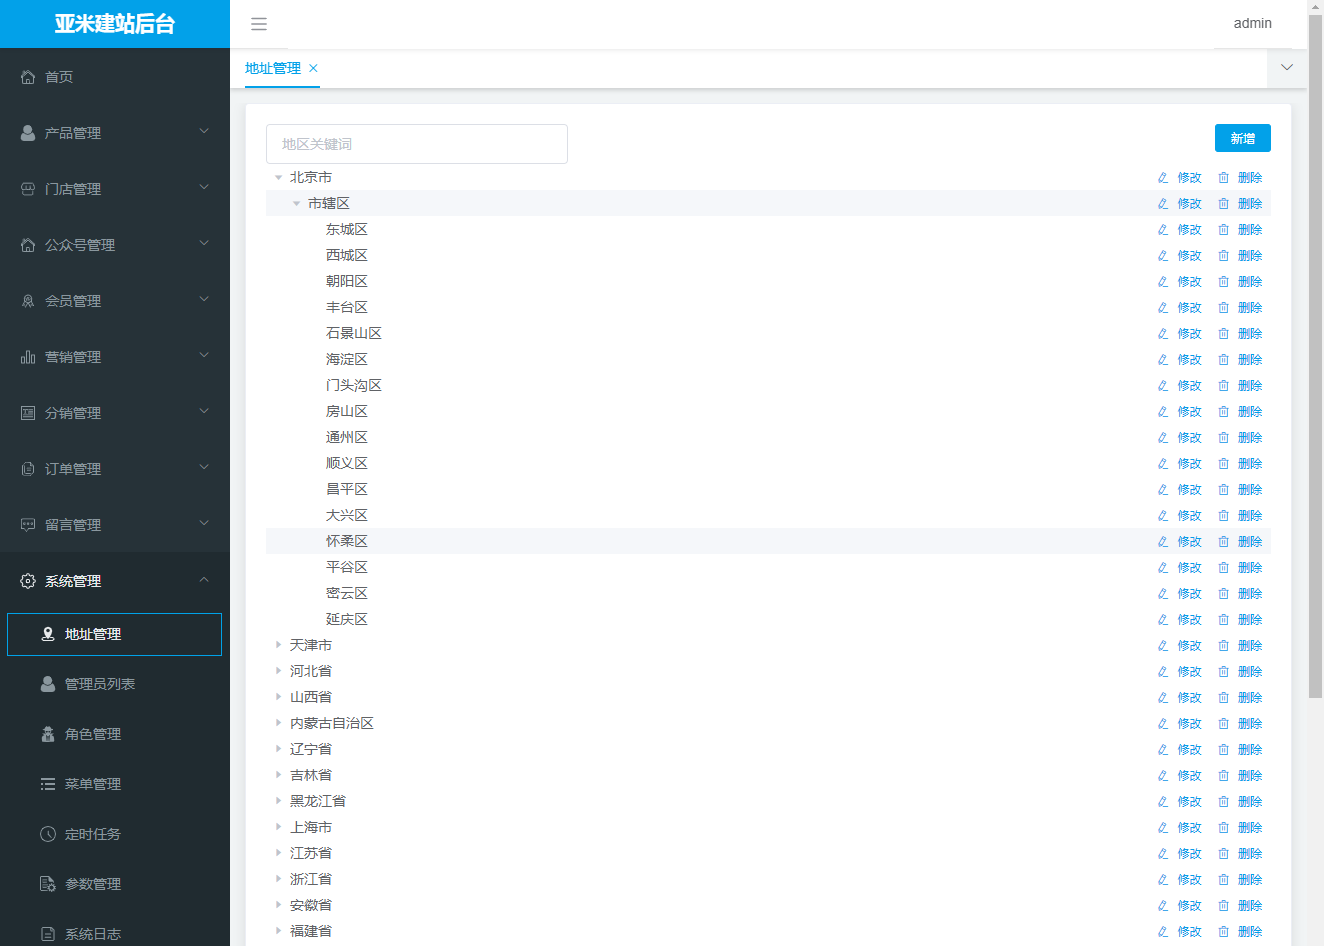 亚米建站后台
admin
首页
产品管理
门店管理
公众号管理
会员管理
营销管理
分销管理
订单管理
留言管理
系统管理
地址管理
管理员列表
角色管理
菜单管理
定时任务
参数管理
系统日志
地址管理
地区关键词
新增
北京市 修改 删除
市辖区 修改 删除
东城区 修改 删除
西城区 修改 删除
朝阳区 修改 删除
丰台区 修改 删除
石景山区 修改 删除
海淀区 修改 删除
门头沟区 修改 删除
房山区 修改 删除
通州区 修改 删除
顺义区 修改 删除
昌平区 修改 删除
大兴区 修改 删除
怀柔区 修改 删除
平谷区 修改 删除
密云区 修改 删除
延庆区 修改 删除
天津市 修改 删除
河北省 修改 删除
山西省 修改 删除
内蒙古自治区 修改 删除
辽宁省 修改 删除
吉林省 修改 删除
黑龙江省 修改 删除
上海市 修改 删除
江苏省 修改 删除
浙江省 修改 删除
安徽省 修改 删除
福建省 修改 删除